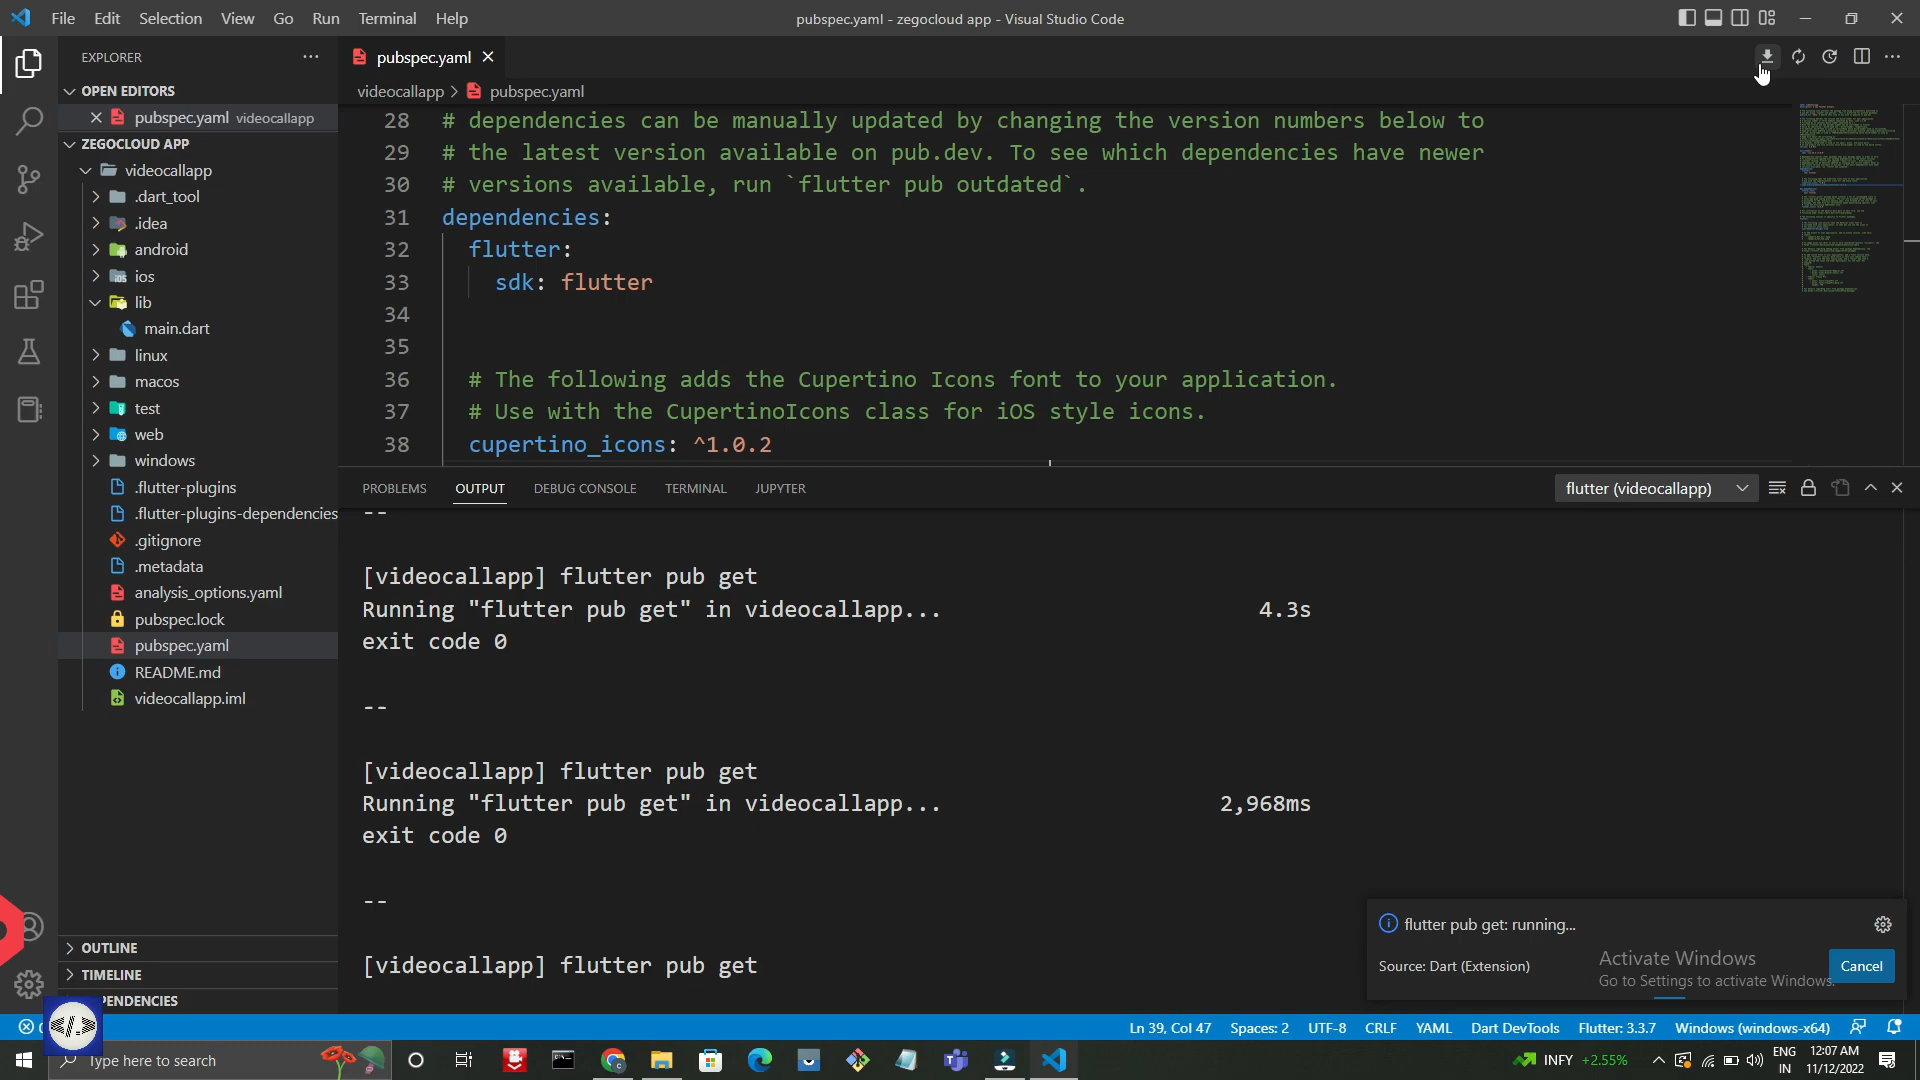 File Edit Selection View Go Run Terminal Help
pubspec.yaml - zegocloud app - Visual Studio Code
EXPLORER
OPEN EDITORS
pubspec.yaml videocallapp
ZEGOCLOUD APP
videocallapp
.dart_tool
.idea
android
ios
lib
main.dart
linux
macos
test
web
windows
.flutter-plugins
.flutter-plugins-dependencies
.gitignore
.metadata
analysis_options.yaml
pubspec.lock
pubspec.yaml
README.md
videocallapp.iml
OUTLINE
TIMELINE
PENDENCIES
pubspec.yaml
videocallapp > pubspec.yaml
28 # dependencies can be manually updated by changing the version numbers below to
29 # the latest version available on pub.dev. To see which dependencies have newer
30 # versions available, run `flutter pub outdated`.
31 dependencies:
32 flutter:
33 sdk: flutter
34
35
36 # The following adds the Cupertino Icons font to your application.
37 # Use with the CupertinoIcons class for iOS style icons.
38 cupertino_icons: ^1.0.2
PROBLEMS OUTPUT DEBUG CONSOLE TERMINAL JUPYTER
flutter (videocallapp)
--
[videocallapp] flutter pub get
Running "flutter pub get" in videocallapp... 4.3s
exit code 0
--
[videocallapp] flutter pub get
Running "flutter pub get" in videocallapp... 2,968ms
exit code 0
--
[videocallapp] flutter pub get
flutter pub get: running...
Source: Dart (Extension)
Cancel
Activate Windows
Go to Settings to activate Windows.
Ln 39, Col 47 Spaces: 2 UTF-8 CRLF YAML Dart DevTools Flutter: 3.3.7 Windows (windows-x64)
Type here to search
INFY +2.55%
ENG
IN
12:07 AM
11/12/2022